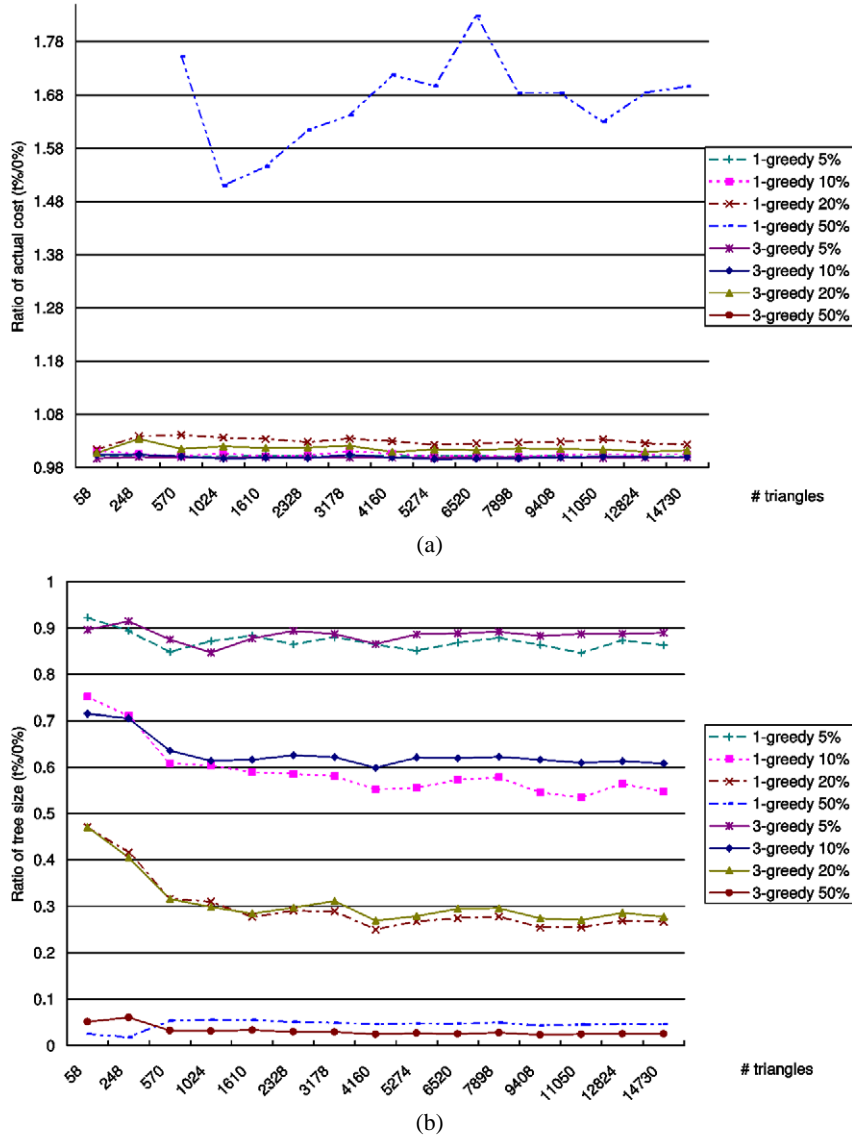 1.78
1.68
1.58
1.48
1.38
1.28
1.18
1.08
0.98
Ratio of actual cost (t%/0%)
58
248
570
1024
1610
2328
3178
4160
5274
6520
7898
9408
11050
12824
14730
# triangles
1-greedy 5%
1-greedy 10%
1-greedy 20%
1-greedy 50%
3-greedy 5%
3-greedy 10%
3-greedy 20%
3-greedy 50%
(a)
1
0.9
0.8
0.7
0.6
0.5
0.4
0.3
0.2
0.1
0
Ratio of tree size (t%/0%)
58
248
570
1024
1610
2328
3178
4160
5274
6520
7898
9408
11050
12824
14730
# triangles
1-greedy 5%
1-greedy 10%
1-greedy 20%
1-greedy 50%
3-greedy 5%
3-greedy 10%
3-greedy 20%
3-greedy 50%
(b)